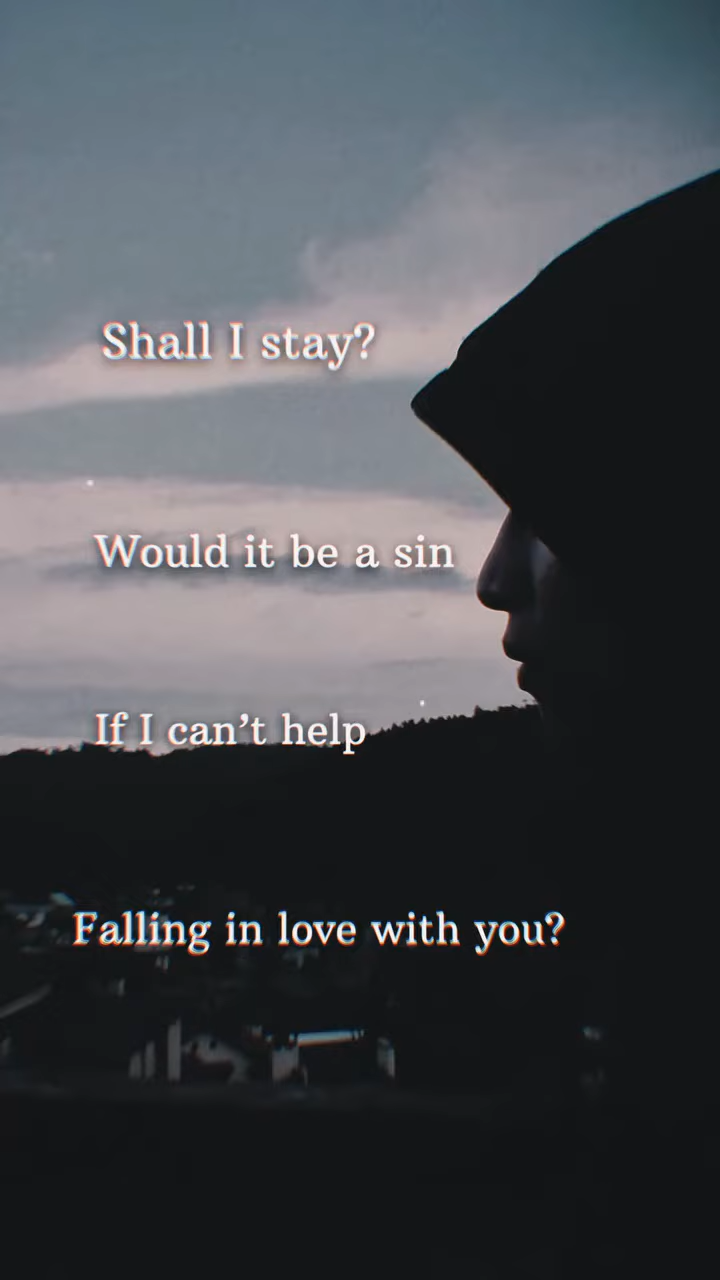 Shall I stay?
Would it be a sin
If I can’t help
Falling in love with you?